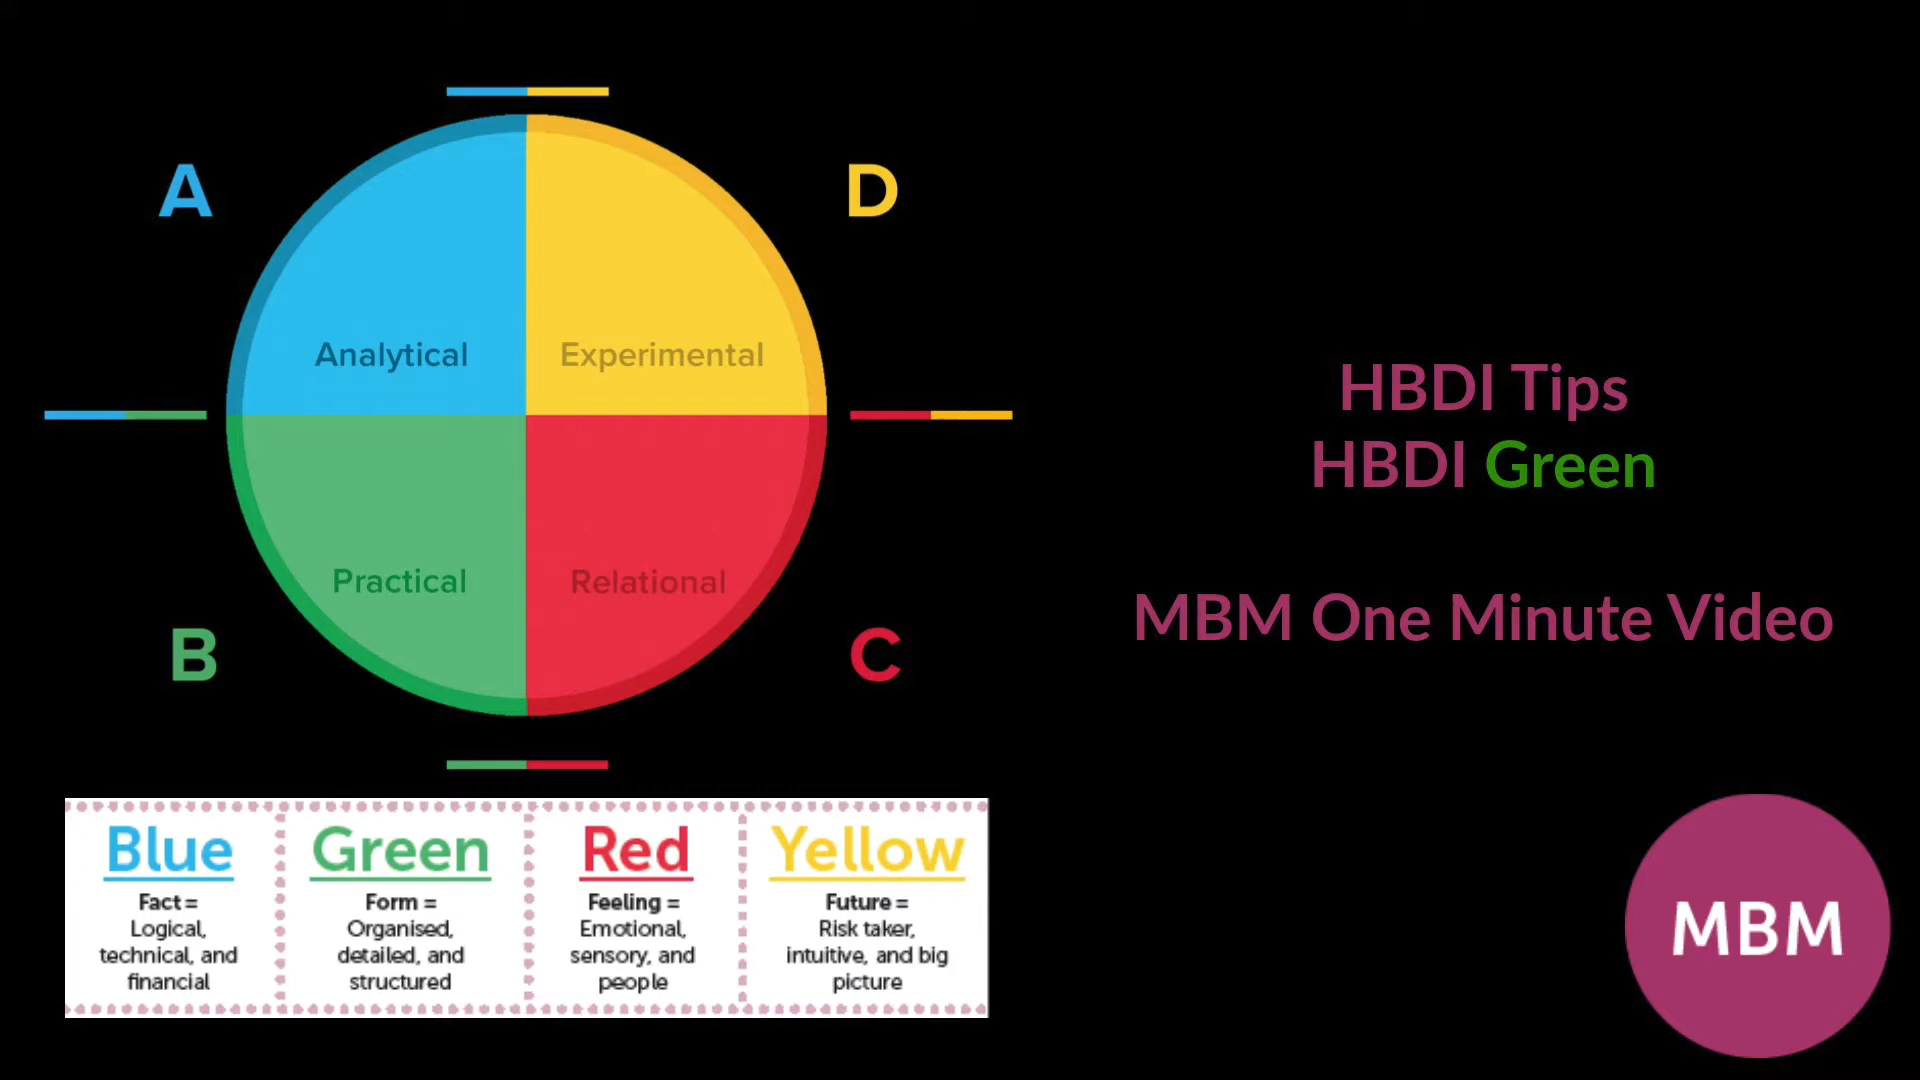 A
D
Analytical
Experimental
Practical
Relational
B
C
HBDI Tips
HBDI Green
MBM One Minute Video
Blue
Fact =
Logical,
technical, and
financial
Green
Form =
Organised,
detailed, and
structured
Red
Feeling =
Emotional,
sensory, and
people
Yellow
Future =
Risk taker,
intuitive, and big
picture
MBM